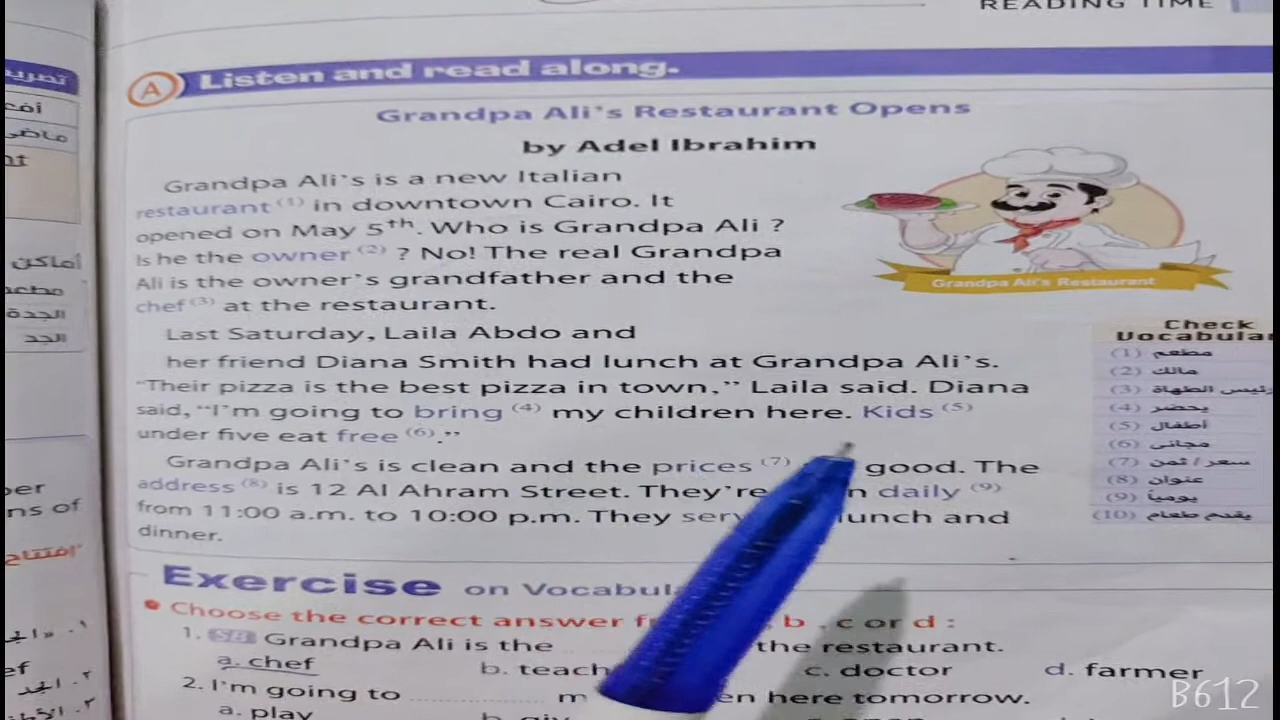 READING TIME
A Listen and read along.
Grandpa Ali's Restaurant Opens
by Adel Ibrahim
Grandpa Ali's is a new Italian
restaurant (1) in downtown Cairo. It
opened on May 5th. Who is Grandpa Ali ?
Is he the owner (2) ? No! The real Grandpa
Ali is the owner's grandfather and the
chef (3) at the restaurant.
Grandpa Ali's Restaurant
Last Saturday, Laila Abdo and
her friend Diana Smith had lunch at Grandpa Ali's.
"Their pizza is the best pizza in town," Laila said. Diana
said, "I'm going to bring (4) my children here. Kids (5)
under five eat free (6)."
Grandpa Ali's is clean and the prices (7) good. The
address (8) is 12 Al Ahram Street. They're daily (9)
from 11:00 a.m. to 10:00 p.m. They lunch and
dinner.
Check
(1) مطعم
(2) مالك
(3) رئيس الطهاة
(4) يحضر
(5) أطفال
(6) مجانى
(7) سعر / ثمن
(8) عنوان
(9) يومياً
(10) يقدم طعام
Exercise on
Choose the correct answer b , c or d :
1. Grandpa Ali is the the restaurant.
a. chef b. c. doctor d. farmer
2. I'm going to ............ here tomorrow.
a. play
أماكن
الجدة
الجد
ns of
B612